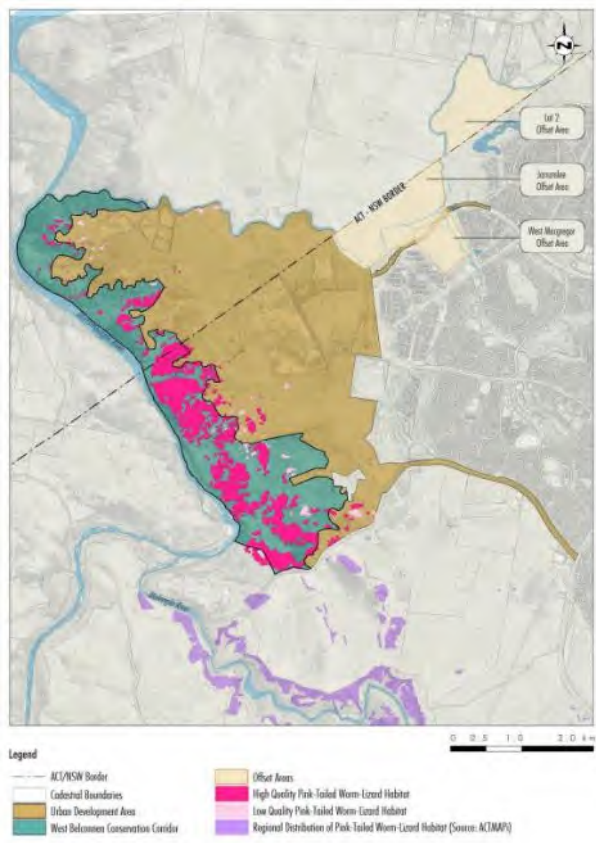 N
Lot 2
Offset Area
Jarramlee
Offset Area
ACT - NSW BORDER
West Macgregor
Offset Area
0 0.5 1.0 2.0 km
Legend
ACT/NSW Border
Cadastral Boundaries
Urban Development Area
West Belconnen Conservation Corridor
Offset Areas
High Quality Pink-Tailed Worm-Lizard Habitat
Low Quality Pink-Tailed Worm-Lizard Habitat
Regional Distribution of Pink-Tailed Worm-Lizard Habitat (Source: ACTMAPi)